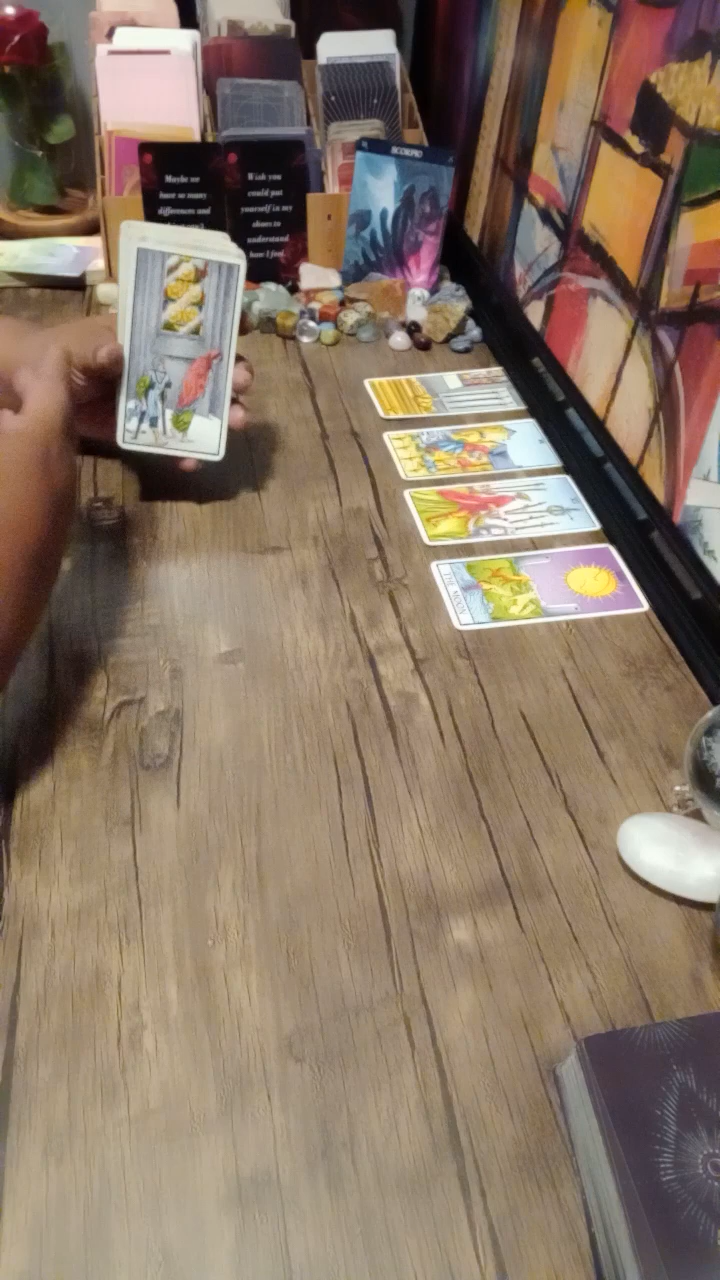 SCORPIO
Maybe we
have so many
differences and
Wish you
could put
yourself in my
shoes to
understand
how I feel.
THE MOON